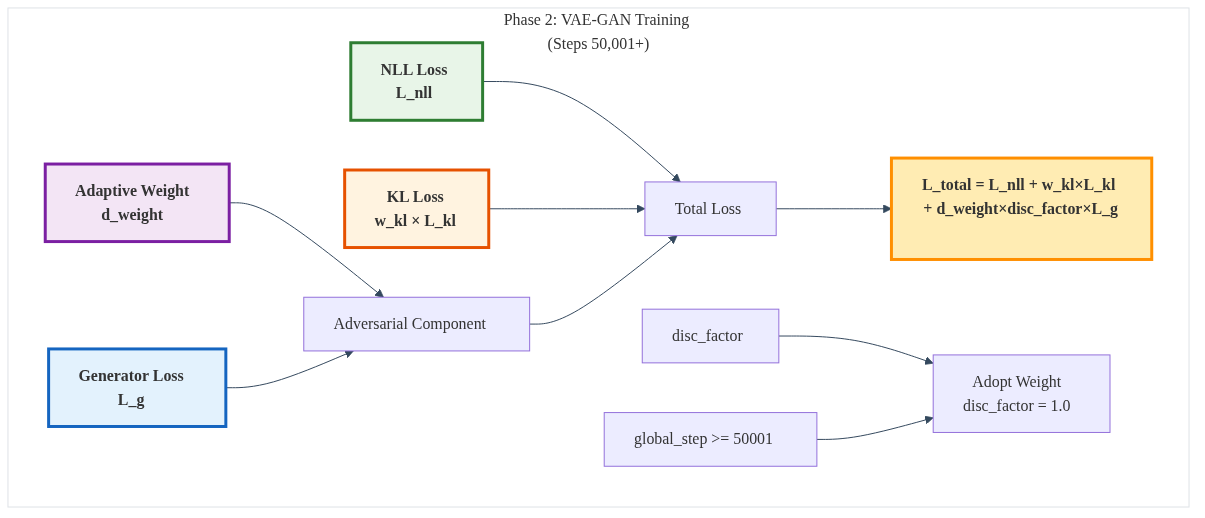 Phase 2: VAE-GAN Training
(Steps 50,001+)
NLL Loss
L_nll
Adaptive Weight
d_weight
KL Loss
w_kl × L_kl
Total Loss
L_total = L_nll + w_kl×L_kl
+ d_weight×disc_factor×L_g
Adversarial Component
Generator Loss
L_g
disc_factor
Adopt Weight
disc_factor = 1.0
global_step >= 50001